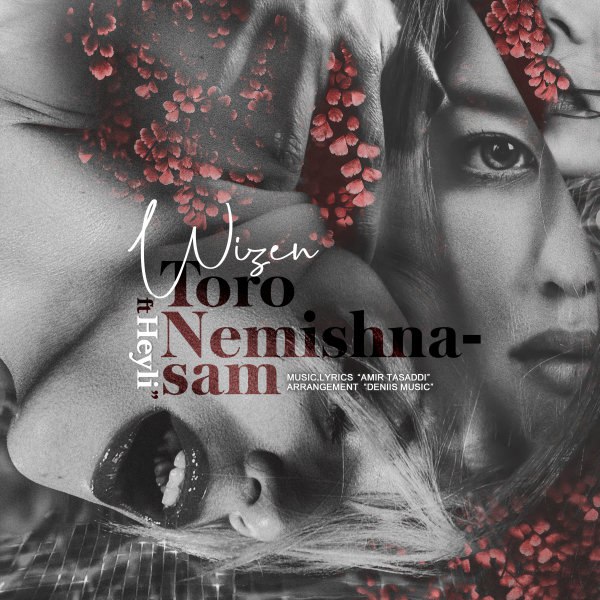 Wizen
ft Heyli"
Toro
Nemishna-
sam
MUSIC.LYRICS "AMIR TASADDI"
ARRANGEMENT "DENIIS MUSIC"